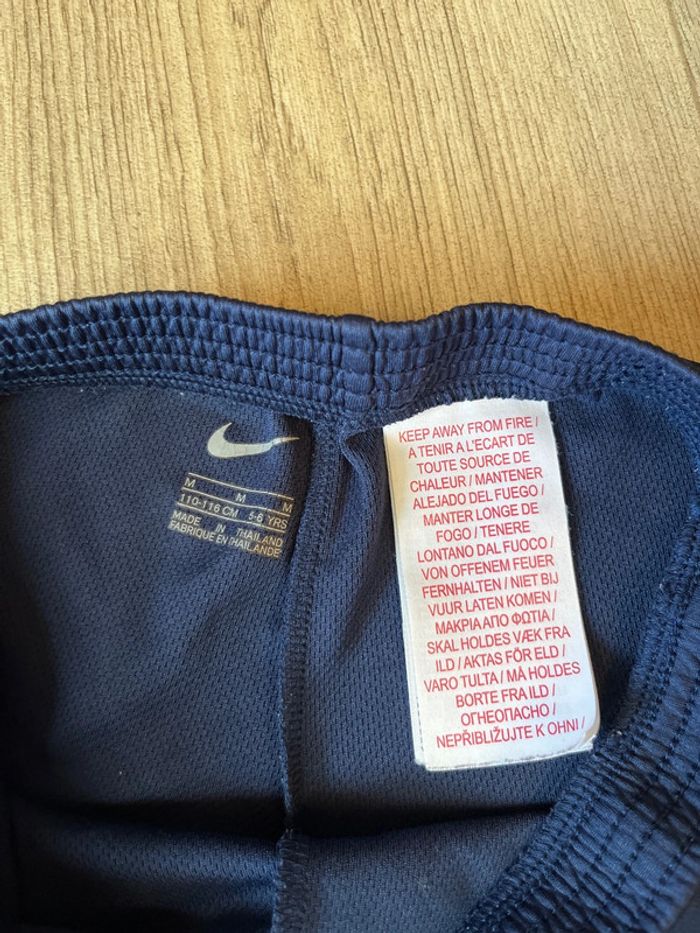 M M M
110-116 CM 5-6 YRS
MADE IN THAILAND
FABRIQUE EN THAILANDE
KEEP AWAY FROM FIRE /
A TENIR A L'ECART DE
TOUTE SOURCE DE
CHALEUR / MANTENER
ALEJADO DEL FUEGO /
MANTER LONGE DE
FOGO / TENERE
LONTANO DAL FUOCO /
VON OFFENEM FEUER
FERNHALTEN / NIET BIJ
VUUR LATEN KOMEN /
ΜΑΚΡΙΑ ΑΠΟ ΦΩΤΙΑ /
SKAL HOLDES VÆK FRA
ILD / AKTAS FÖR ELD /
VARO TULTA / MÅ HOLDES
BORTE FRA ILD /
ОГНЕОПАСНО /
NEPŘIBLIŽUJTE K OHNI /